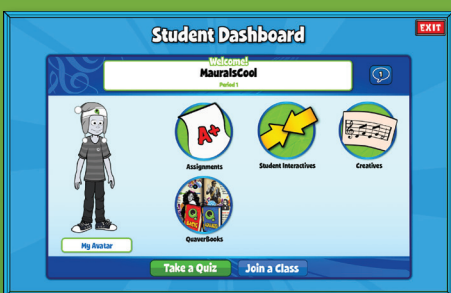 EXIT
Student Dashboard
Welcome!
MauraIsCool
Period 1
1
A+
Assignments
Student Interactives
Creatives
QuaverBooks
My Avatar
Take a Quiz
Join a Class